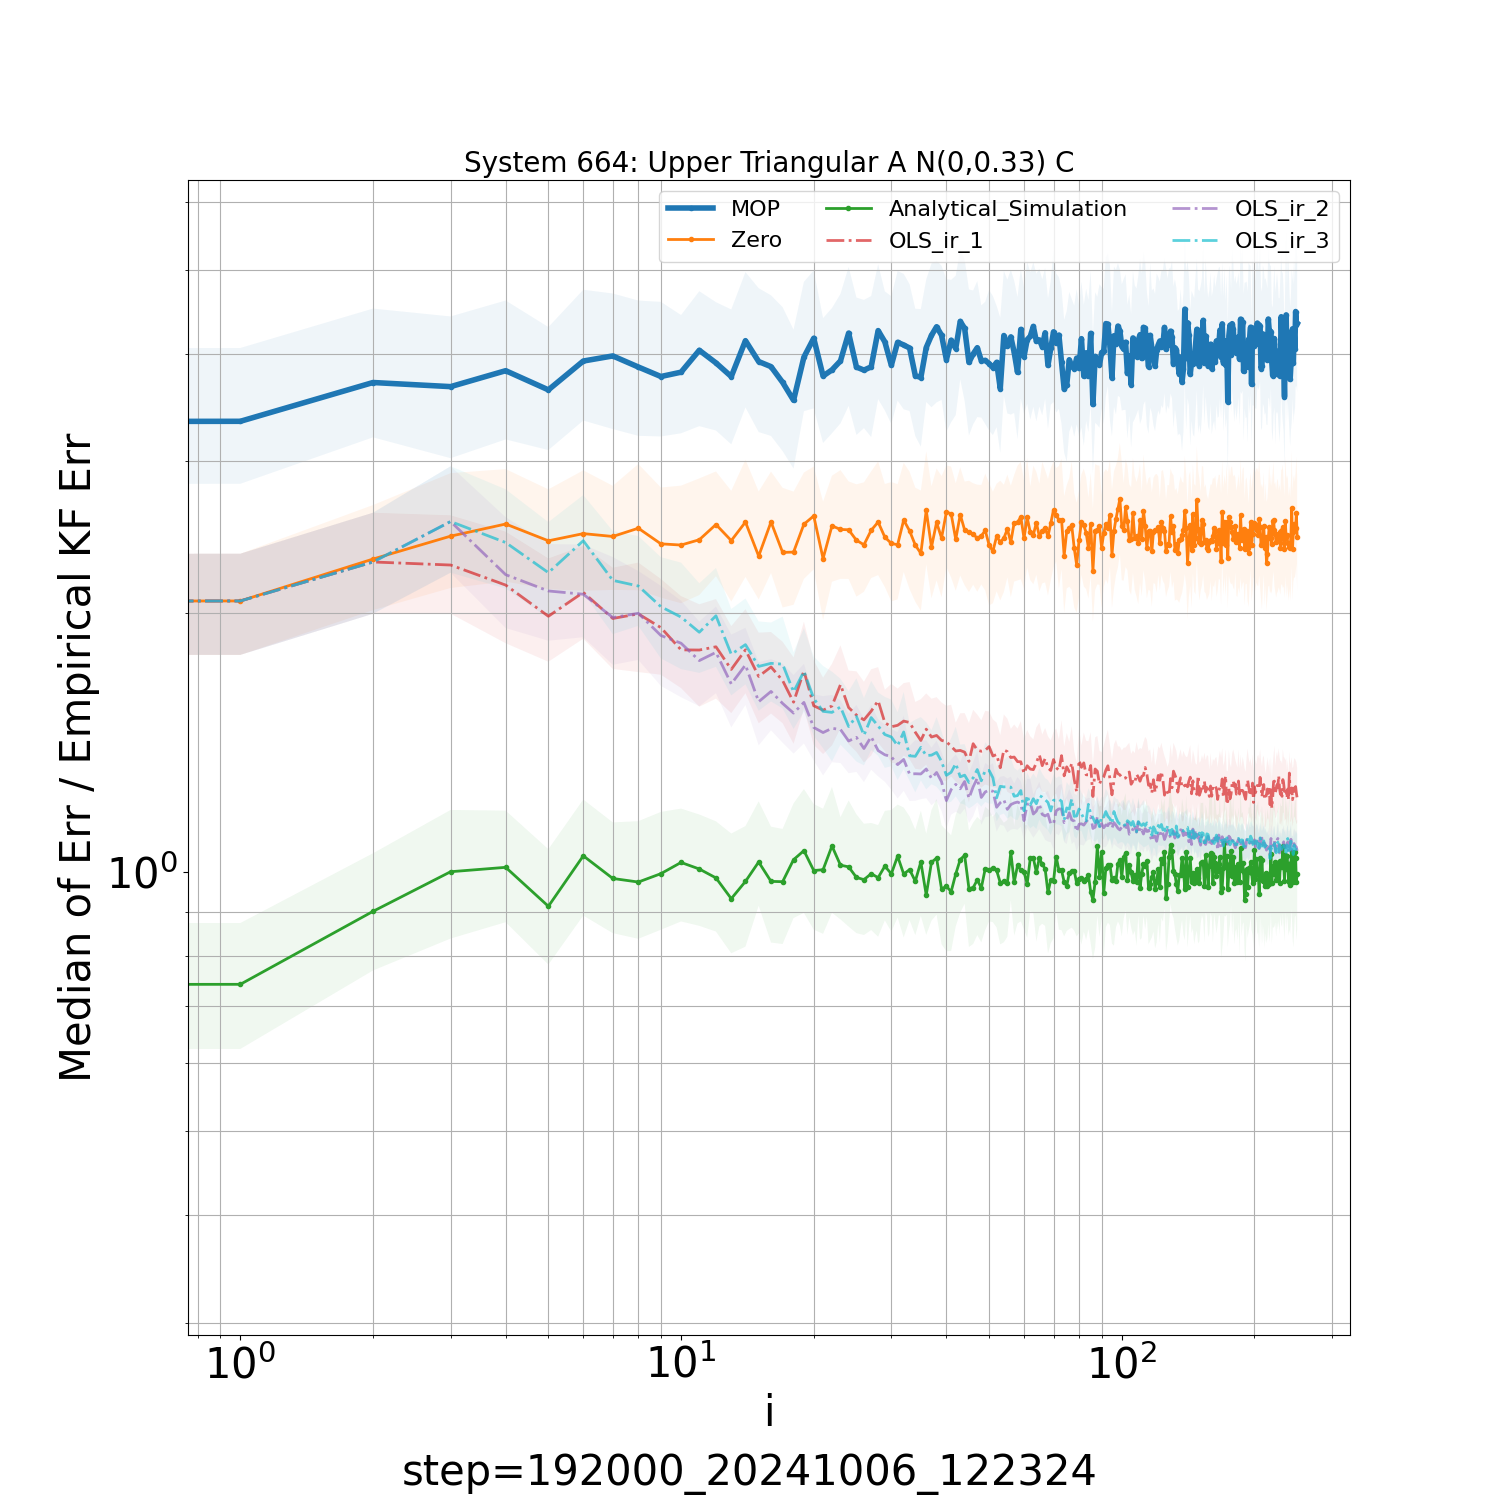 System 664: Upper Triangular A N(0,0.33) C
MOP
Zero
Analytical_Simulation
OLS_ir_1
OLS_ir_2
OLS_ir_3
Median of Err / Empirical KF Err
10⁰
10⁰ 10¹ 10²
i
step=192000_20241006_122324